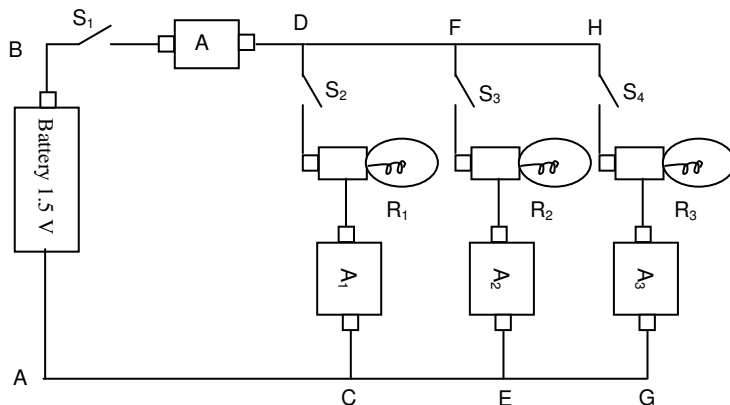 S₁
D
F
H
B
A
S₂
S₃
S₄
Battery 1.5 V
R₁
R₂
R₃
A₁
A₂
A₃
A
C
E
G